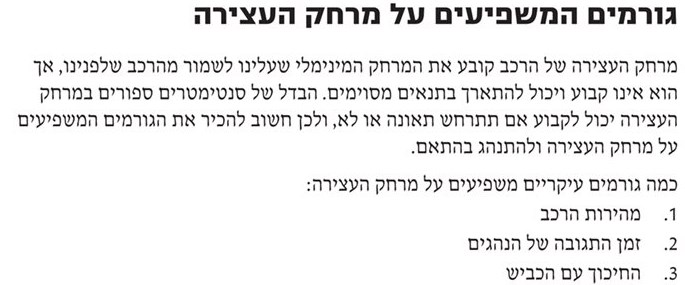 גורמים המשפיעים על מרחק העצירה
מרחק העצירה של הרכב קובע את המרחק המינימלי שעלינו לשמור מהרכב שלפנינו, אך
הוא אינו קבוע ויכול להתארך בתנאים מסוימים. הבדל של סנטימטרים ספורים במרחק
העצירה יכול לקבוע אם תתרחש תאונה או לא, ולכן חשוב להכיר את הגורמים המשפיעים
על מרחק העצירה ולהתנהג בהתאם.
כמה גורמים עיקריים משפיעים על מרחק העצירה:
1. מהירות הרכב
2. זמן התגובה של הנהגים
3. החיכוך עם הכביש